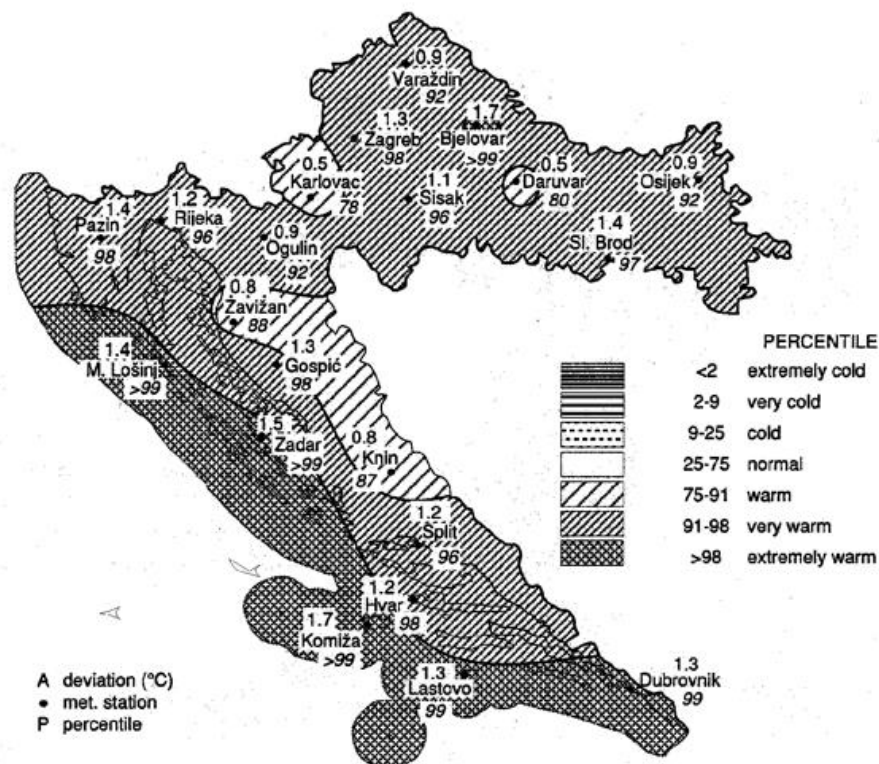 0.9
Varaždin
92
1.3
Zagreb
98
1.7
Bjelovar
>99
0.5
Karlovac
78
1.1
Sisak
96
0.5
Daruvar
80
0.9
Osijek
92
1.4
Sl. Brod
97
1.4
Pazin
98
1.2
Rijeka
96
0.9
Ogulin
92
0.8
Zavižan
88
1.3
Gospić
98
1.4
M. Lošinj
>99
1.5
Zadar
>99
0.8
Knin
87
1.2
Split
96
1.2
Hvar
98
1.7
Komiža
>99
1.3
Lastovo
99
1.3
Dubrovnik
99
PERCENTILE
<2 extremely cold
2-9 very cold
9-25 cold
25-75 normal
75-91 warm
91-98 very warm
>98 extremely warm
A deviation (°C)
• met. station
P percentile